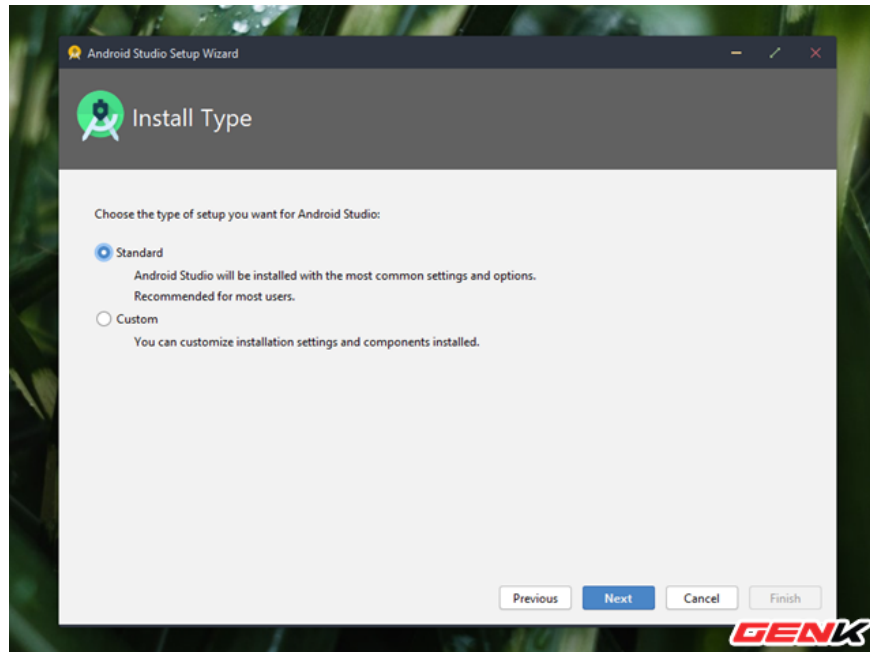 Android Studio Setup Wizard
Install Type
Choose the type of setup you want for Android Studio:
Standard
Android Studio will be installed with the most common settings and options.
Recommended for most users.
Custom
You can customize installation settings and components installed.
Previous Next Cancel Finish
GENK